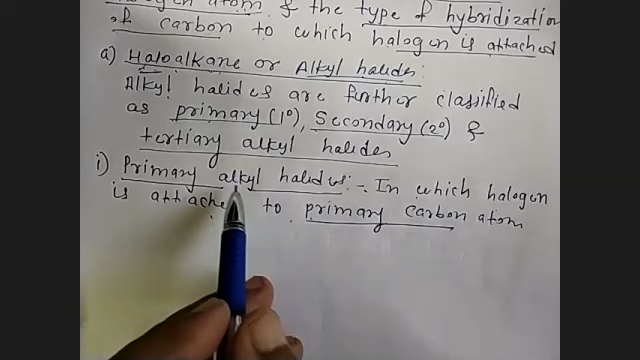 halogen atom & the type of hybridization
of carbon to which halogen is attached
a) Haloalkane or Alkyl halides:
Alkyl halides are further classified
as primary (1°), Secondary (2°) &
tertiary alkyl halides
i) Primary alkyl halides:- In which halogen
is attached to primary carbon atom